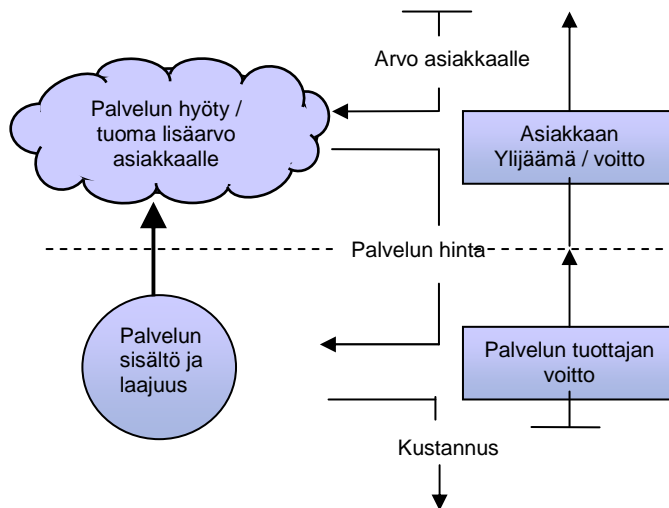 Arvo asiakkaalle
Palvelun hyöty /
tuoma lisäarvo
asiakkaalle
Asiakkaan
Ylijäämä / voitto
Palvelun hinta
Palvelun
sisältö ja
laajuus
Palvelun tuottajan
voitto
Kustannus